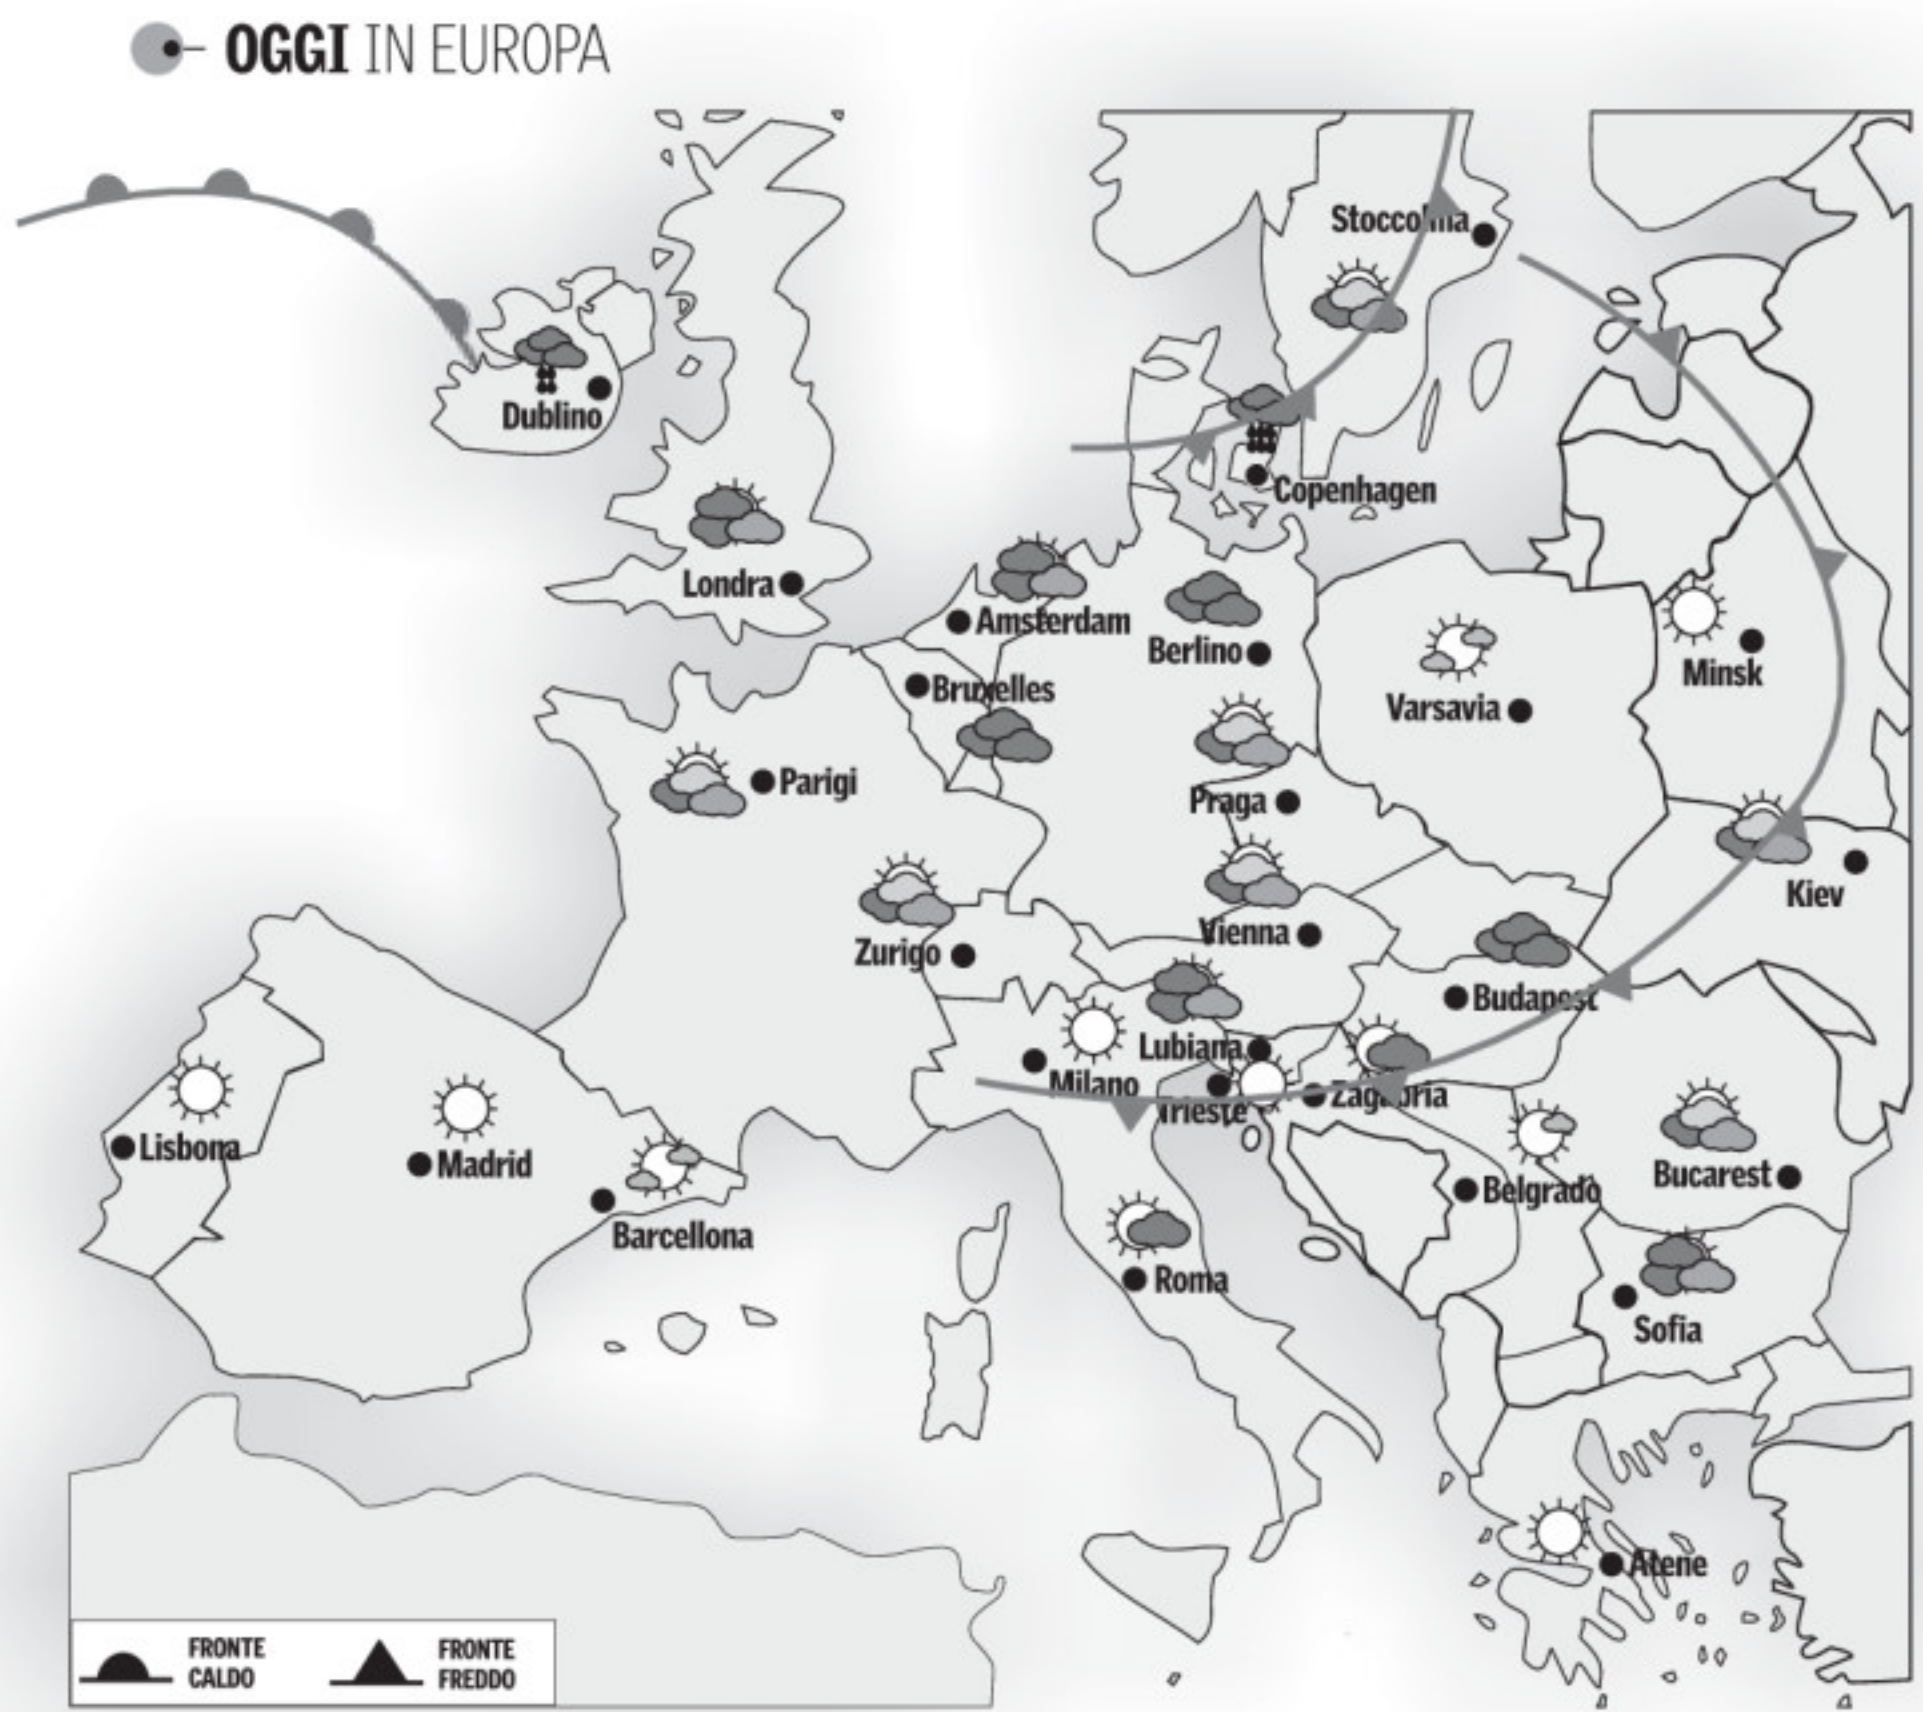 OGGI IN EUROPA
Stoccolma
Dublino
Copenhagen
Londra
Amsterdam
Berlino
Minsk
Bruxelles
Varsavia
Parigi
Praga
Kiev
Vienna
Zurigo
Budapest
Lubiana
Milano
Zagabria
Trieste
Lisbona
Madrid
Belgrado
Bucarest
Barcellona
Roma
Sofia
Atene
FRONTE
CALDO
FRONTE
FREDDO